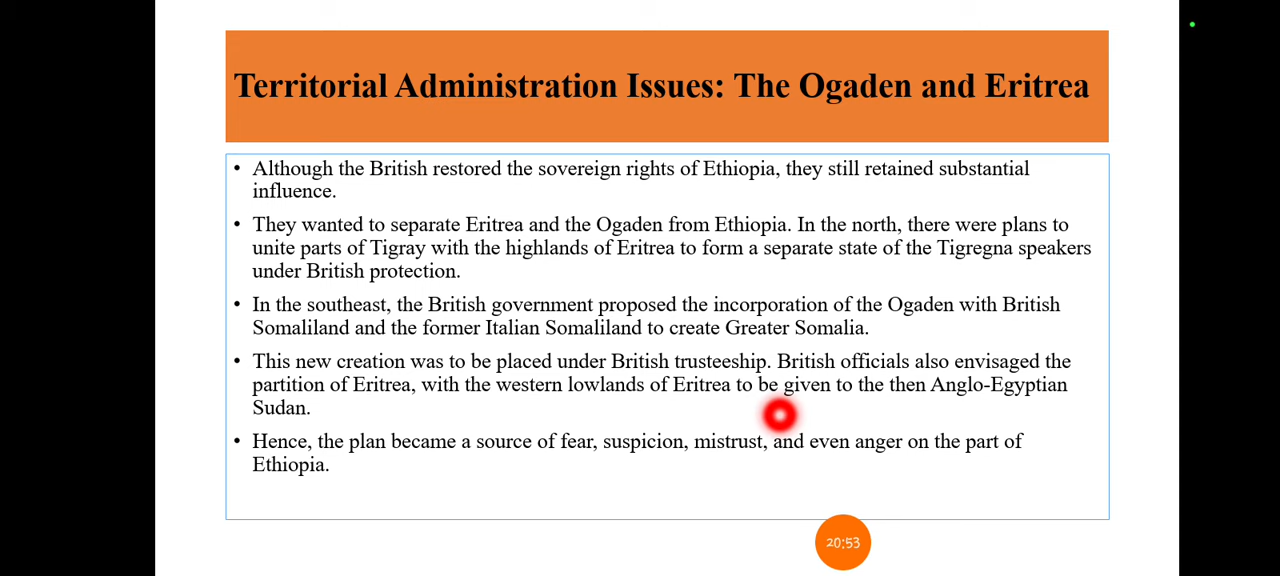 Territorial Administration Issues: The Ogaden and Eritrea
• Although the British restored the sovereign rights of Ethiopia, they still retained substantial
influence.
• They wanted to separate Eritrea and the Ogaden from Ethiopia. In the north, there were plans to
unite parts of Tigray with the highlands of Eritrea to form a separate state of the Tigregna speakers
under British protection.
• In the southeast, the British government proposed the incorporation of the Ogaden with British
Somaliland and the former Italian Somaliland to create Greater Somalia.
• This new creation was to be placed under British trusteeship. British officials also envisaged the
partition of Eritrea, with the western lowlands of Eritrea to be given to the then Anglo-Egyptian
Sudan.
• Hence, the plan became a source of fear, suspicion, mistrust, and even anger on the part of
Ethiopia.
20:53